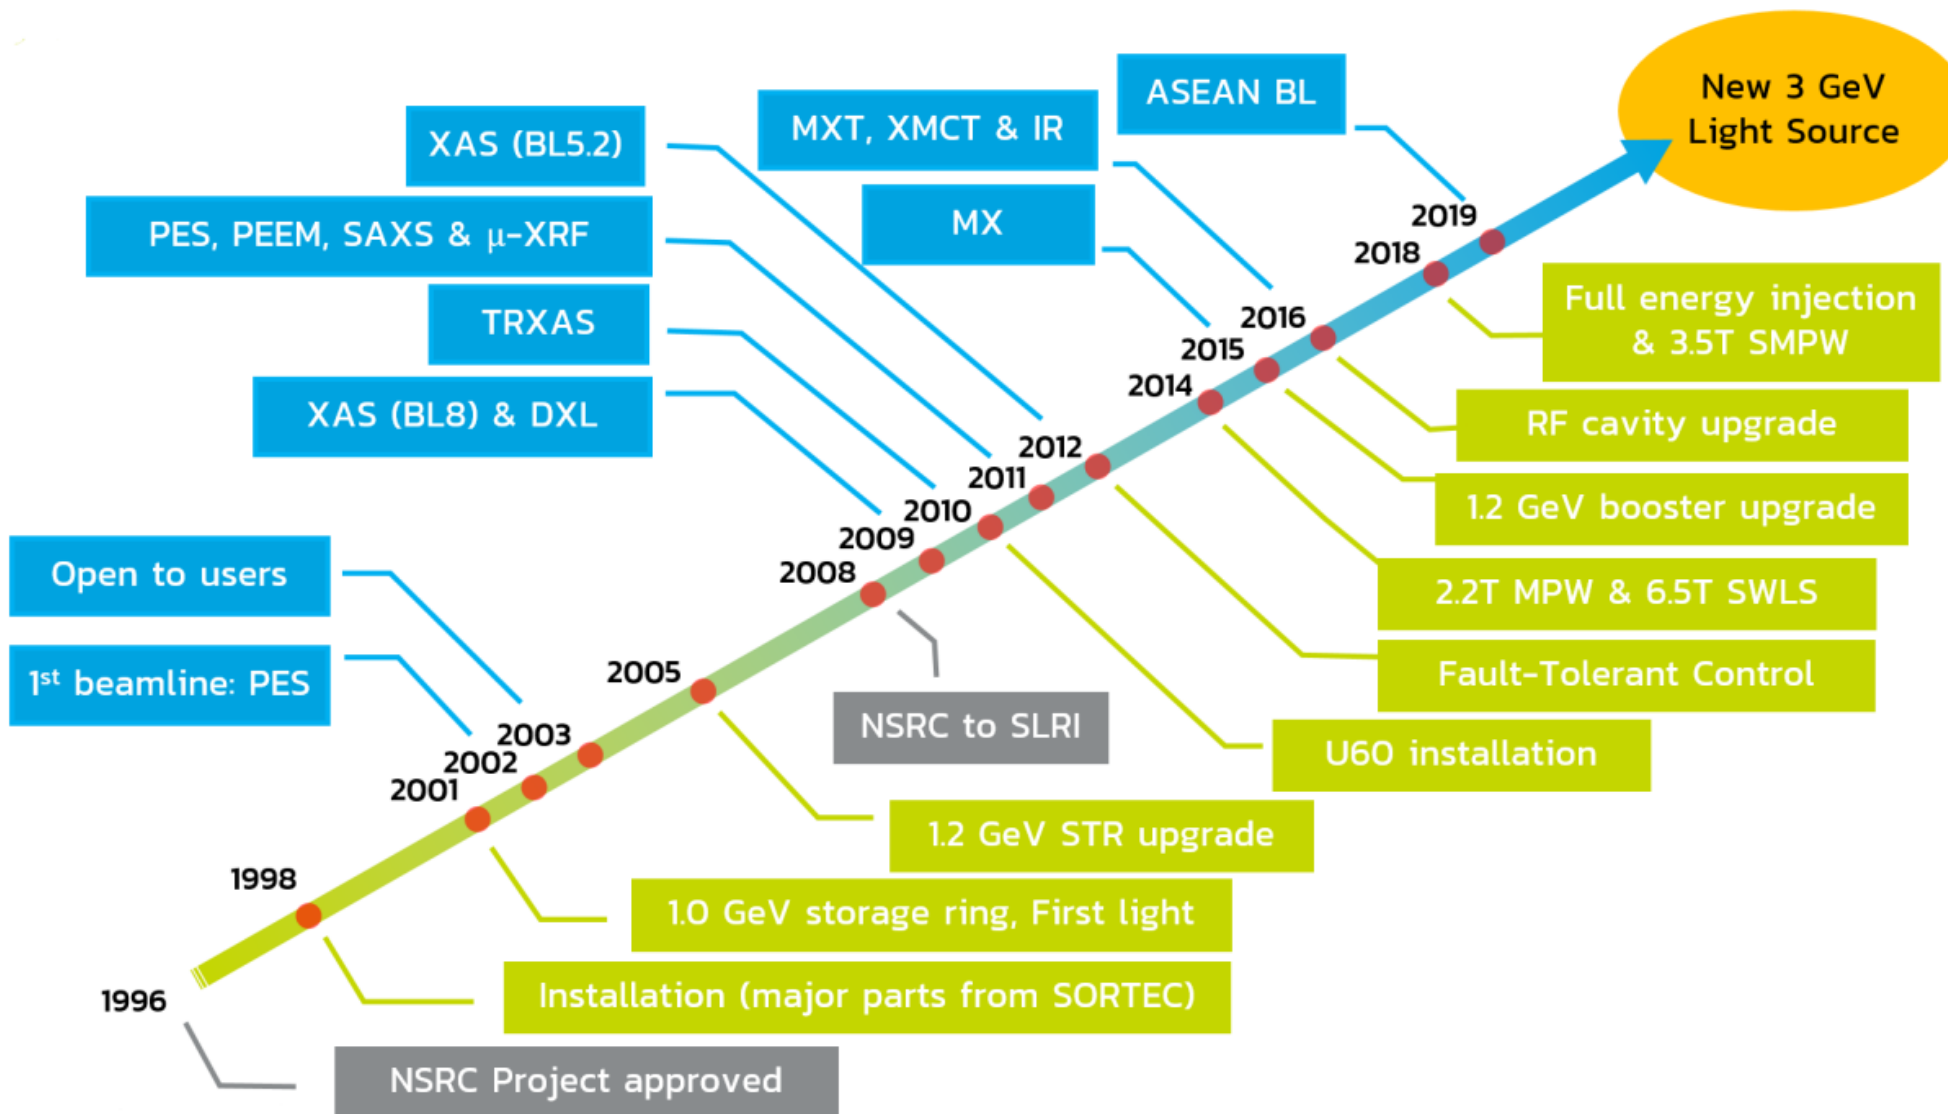 New 3 GeV
Light Source
ASEAN BL
MXT, XMCT & IR
XAS (BL5.2)
MX
PES, PEEM, SAXS & μ-XRF
TRXAS
XAS (BL8) & DXL
Open to users
1st beamline: PES
2019
2018
2016
2015
2014
2012
2011
2010
2009
2008
2005
2003
2002
2001
1998
1996
Full energy injection
& 3.5T SMPW
RF cavity upgrade
1.2 GeV booster upgrade
2.2T MPW & 6.5T SWLS
Fault-Tolerant Control
U60 installation
NSRC to SLRI
1.2 GeV STR upgrade
1.0 GeV storage ring, First light
Installation (major parts from SORTEC)
NSRC Project approved